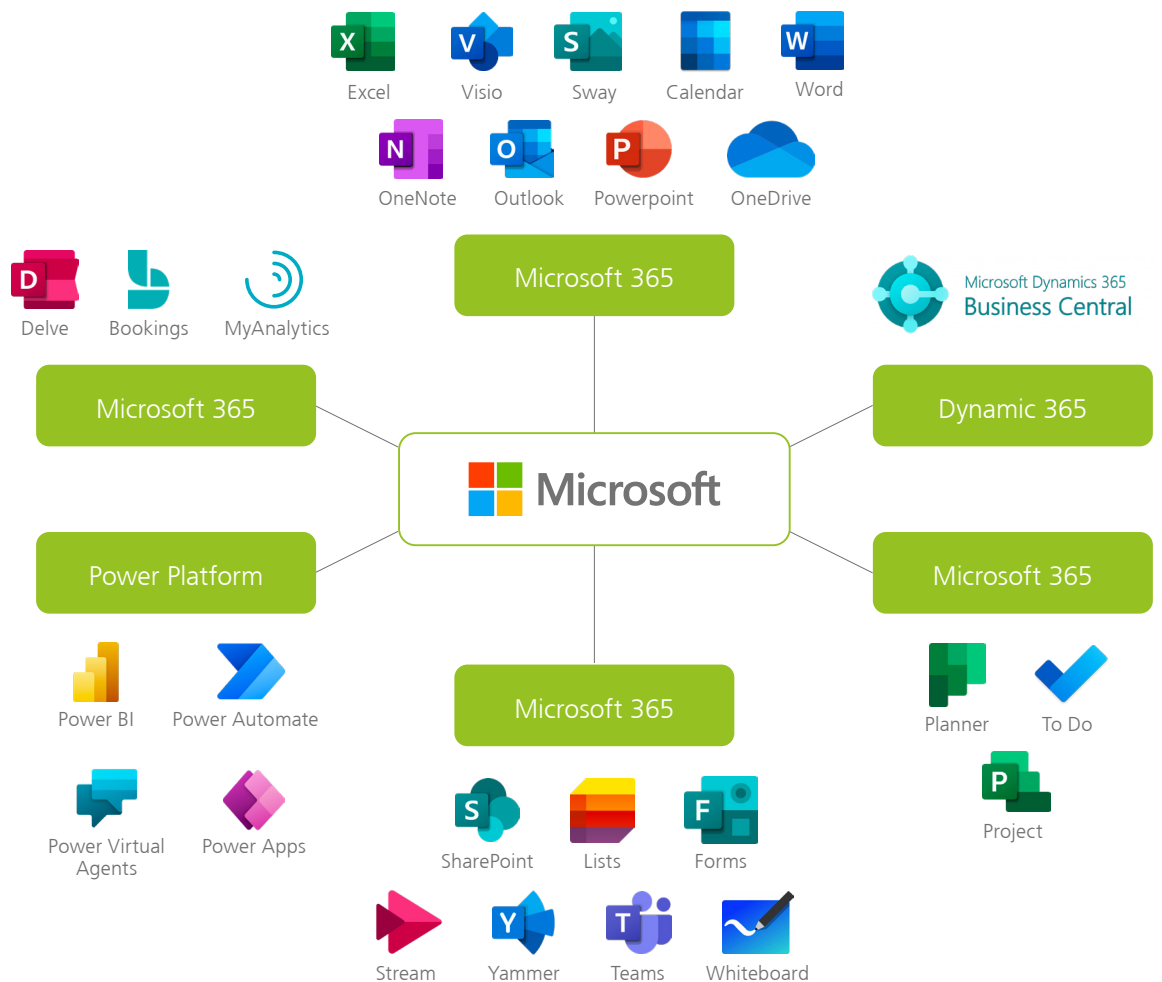 X
V
S
W
Excel
Visio
Sway
Calendar
Word
N
O
P
OneNote
Outlook
Powerpoint
OneDrive
Microsoft 365
D
Delve
Bookings
MyAnalytics
Microsoft Dynamics 365
Business Central
Microsoft 365
Dynamic 365
Microsoft
Power Platform
Microsoft 365
Power BI
Power Automate
Microsoft 365
Planner
To Do
Power Virtual
Agents
Power Apps
S
F
SharePoint
Lists
Forms
P
Project
Y
T
Stream
Yammer
Teams
Whiteboard